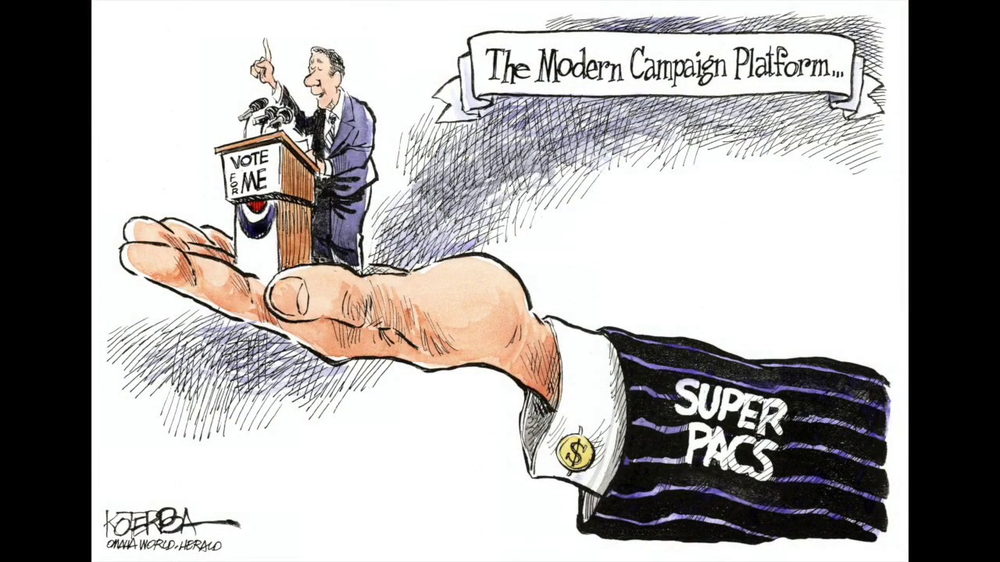 The Modern Campaign Platform...
VOTE
FOR
ME
SUPER
PACS
$
KOTERBA
OMAHA WORLD-HERALD